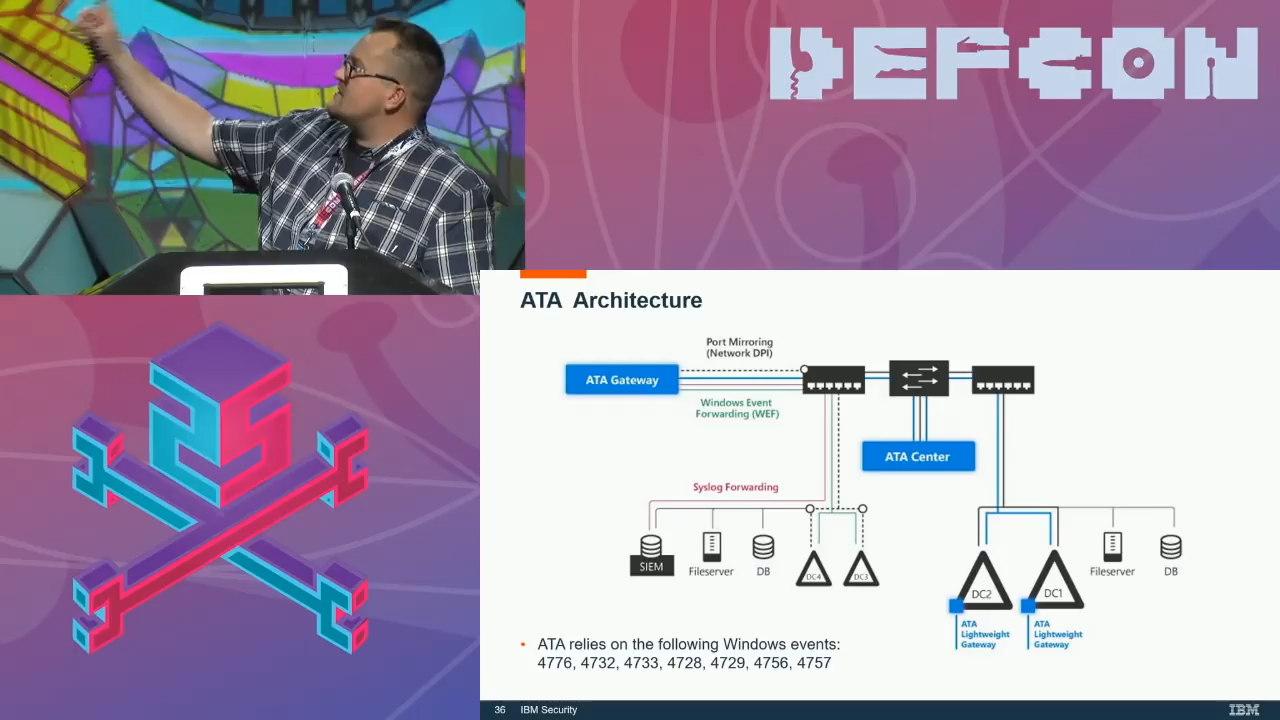 DEFCON
ATA Architecture
Port Mirroring
(Network DPI)
ATA Gateway
Windows Event
Forwarding (WEF)
ATA Center
Syslog Forwarding
SIEM
Fileserver
DB
DC4
DC3
DC2
DC1
Fileserver
DB
ATA
Lightweight
Gateway
ATA
Lightweight
Gateway
• ATA relies on the following Windows events:
4776, 4732, 4733, 4728, 4729, 4756, 4757
36 IBM Security
IBM